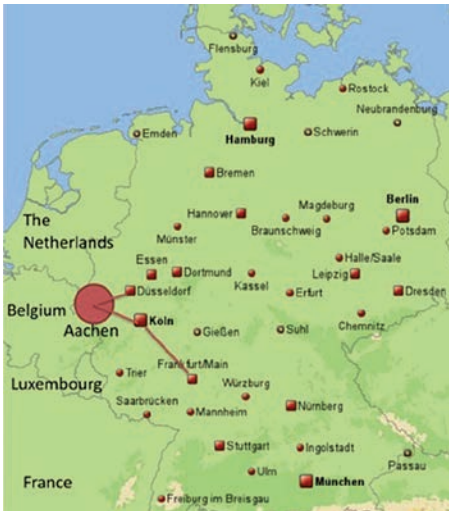 Flensburg
Kiel
Rostock
Neubrandenburg
Emden
Hamburg
Schwerin
Bremen
The
Netherlands
Hannover
Magdeburg
Berlin
Braunschweig
Potsdam
Münster
Essen
Dortmund
Kassel
Halle/Saale
Leipzig
Düsseldorf
Erfurt
Dresden
Belgium
Aachen
Köln
Gießen
Suhl
Chemnitz
Frankfurt/Main
Trier
Luxembourg
Würzburg
Saarbrücken
Mannheim
Nürnberg
Stuttgart
Ingolstadt
Passau
Ulm
France
München
Freiburg im Breisgau